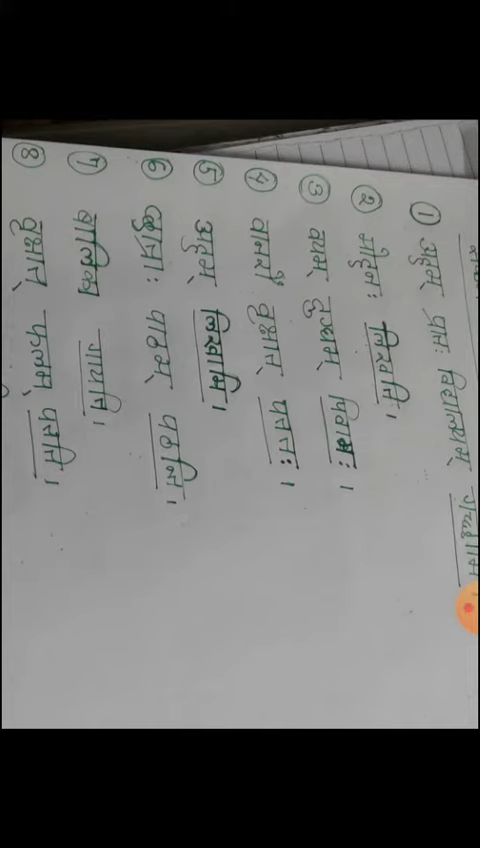 ① अहम् प्रातः विद्यालयम् गच्छामि
② मोहनः लिखति।
③ वयम् दुग्धम् पिबामः।
④ वानरौ वृक्षात् पततः।
⑤ अहम् लिखामि।
⑥ छात्राः पाठम् पठन्ति।
⑦ बालिका गायति।
⑧ वृक्षात् फलम् पतति।